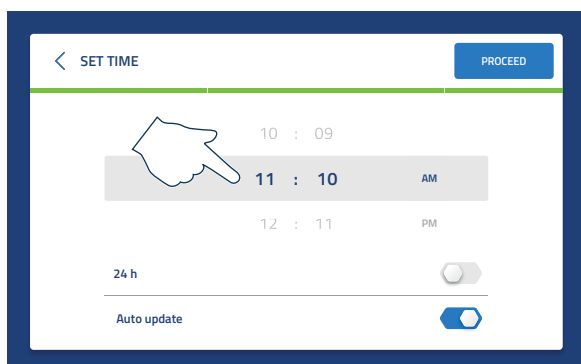 SET TIME PROCEED
10 : 09
11 : 10 AM
12 : 11 PM
24 h
Auto update